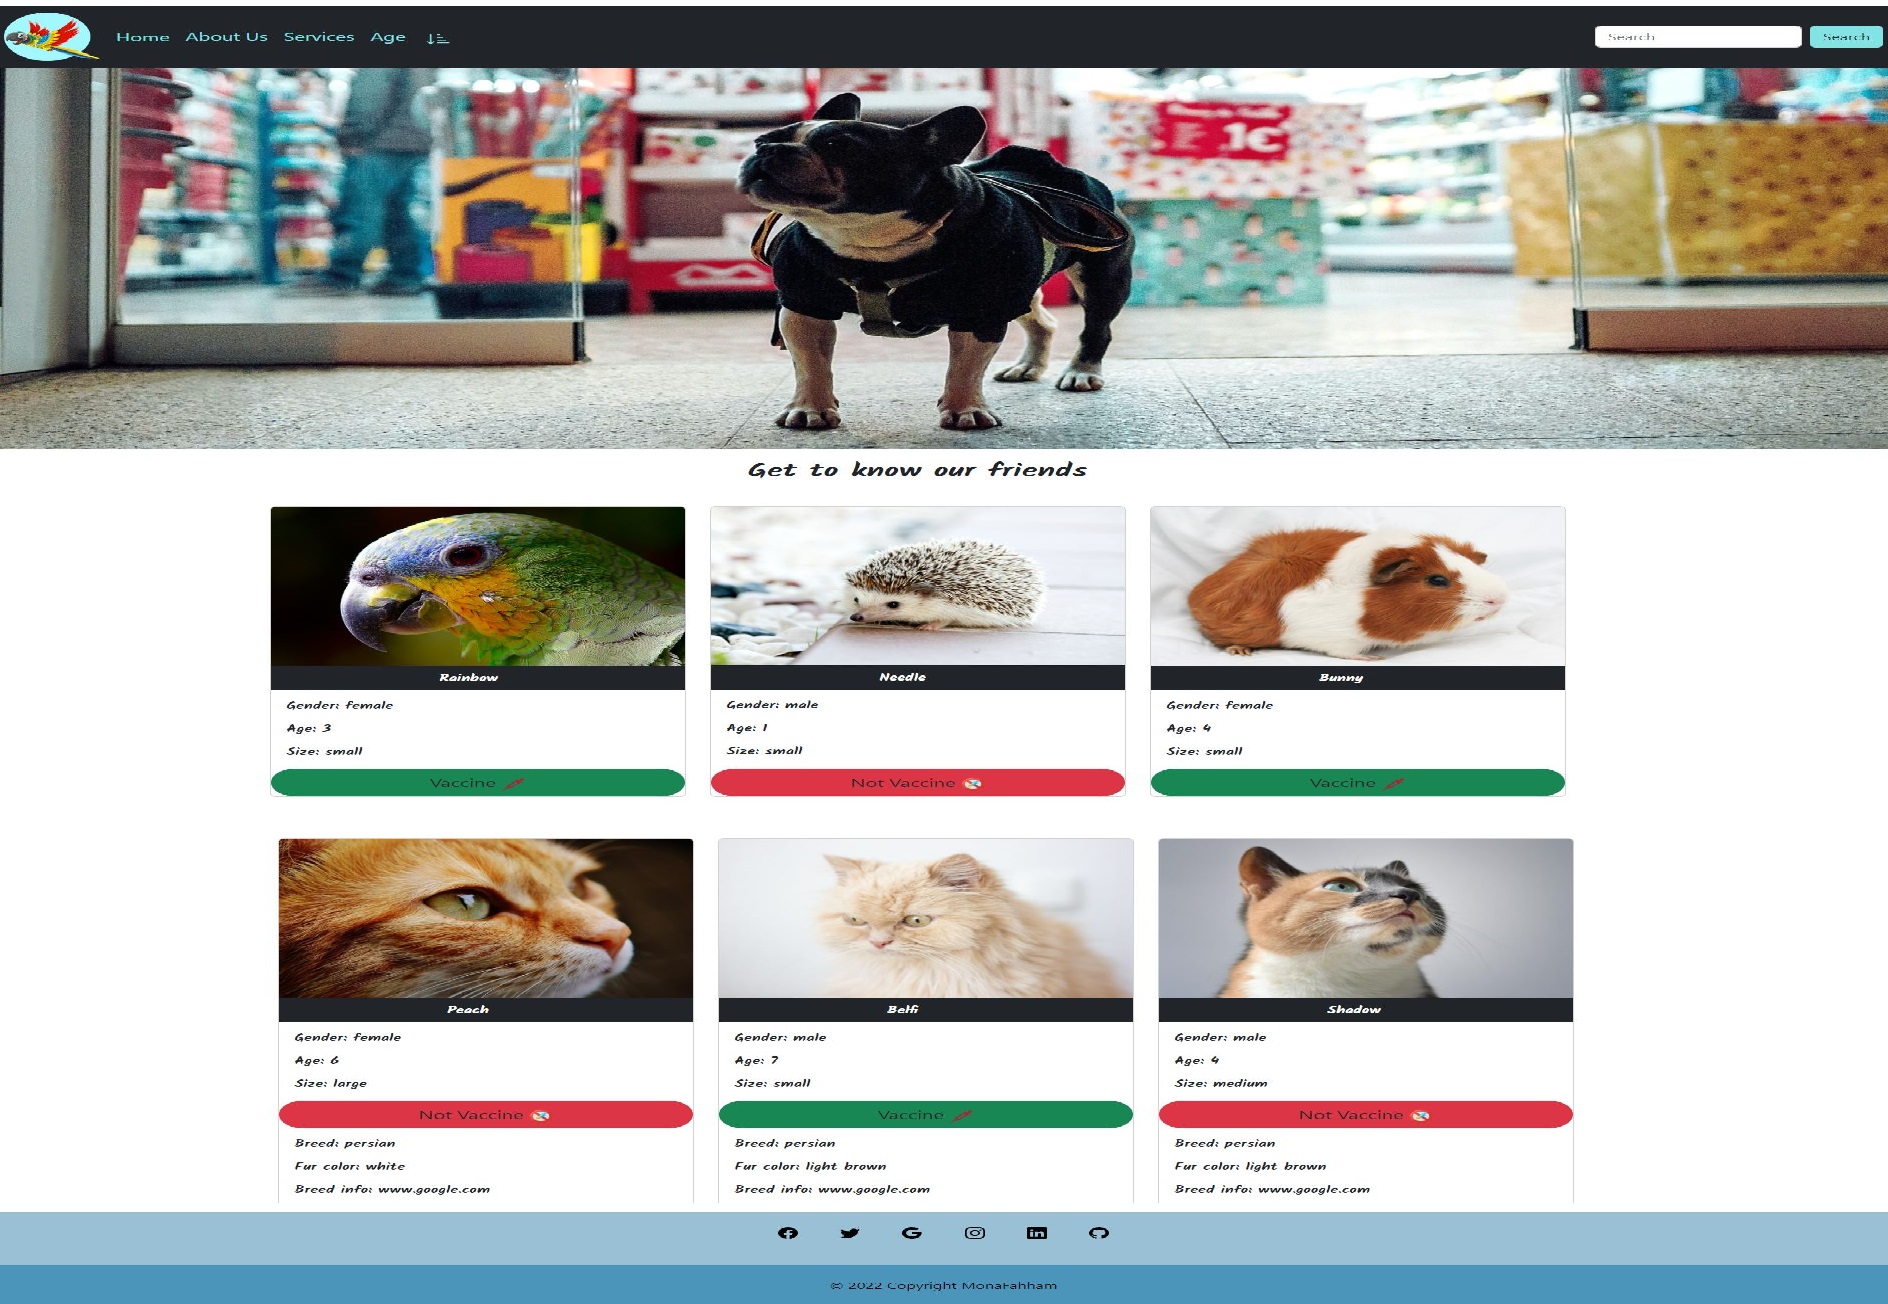 Home About Us Services Age
Search Search
1€
Get to know our friends
Rainbow
Gender: female
Age: 3
Size: small
Vaccine
Needle
Gender: male
Age: 1
Size: small
Not Vaccine
Bunny
Gender: female
Age: 4
Size: small
Vaccine
Peach
Gender: female
Age: 6
Size: large
Not Vaccine
Breed: persian
Fur color: white
Breed info: www.google.com
Belfi
Gender: male
Age: 7
Size: small
Vaccine
Breed: persian
Fur color: light brown
Breed info: www.google.com
Shadow
Gender: male
Age: 4
Size: medium
Not Vaccine
Breed: persian
Fur color: light brown
Breed info: www.google.com
© 2022 Copyright MonaFahham